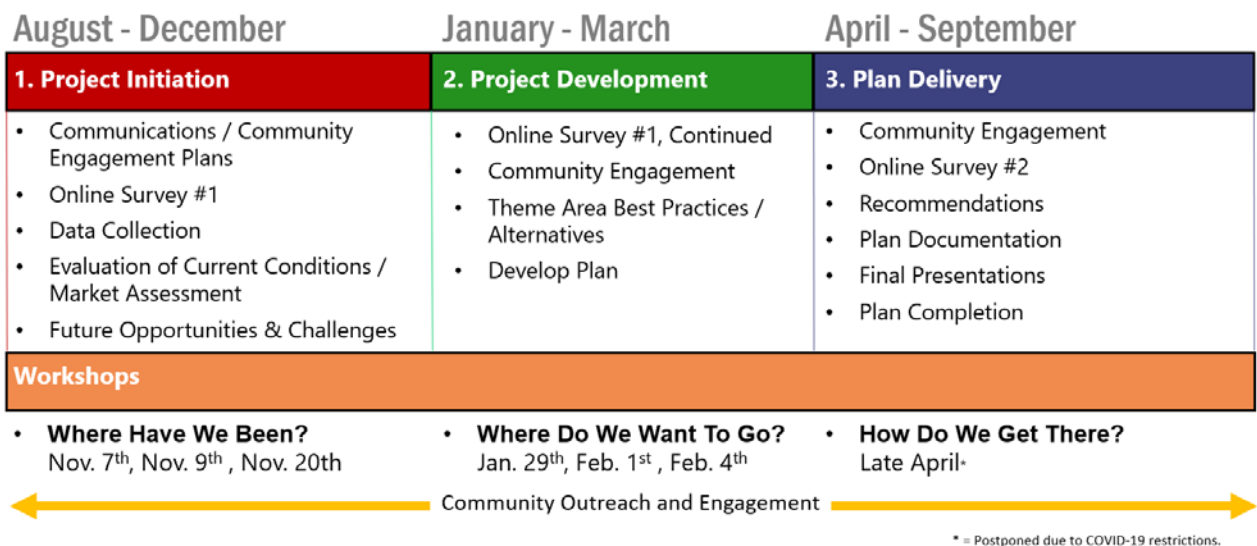 August - December
January - March
April - September
1. Project Initiation
2. Project Development
3. Plan Delivery
• Communications / Community
Engagement Plans
• Online Survey #1
• Data Collection
• Evaluation of Current Conditions /
Market Assessment
• Future Opportunities & Challenges
• Online Survey #1, Continued
• Community Engagement
• Theme Area Best Practices /
Alternatives
• Develop Plan
• Community Engagement
• Online Survey #2
• Recommendations
• Plan Documentation
• Final Presentations
• Plan Completion
Workshops
• Where Have We Been?
Nov. 7th, Nov. 9th , Nov. 20th
• Where Do We Want To Go?
Jan. 29th, Feb. 1st , Feb. 4th
• How Do We Get There?
Late April*
Community Outreach and Engagement
* = Postponed due to COVID-19 restrictions.